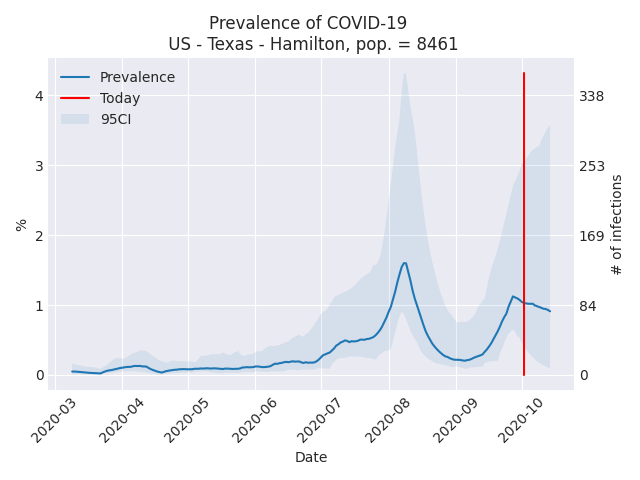 Prevalence of COVID-19
US - Texas - Hamilton, pop. = 8461
Prevalence
Today
95CI
4
3
2
1
0
%
338
253
169
84
0
# of infections
2020-03
2020-04
2020-05
2020-06
2020-07
2020-08
2020-09
2020-10
Date